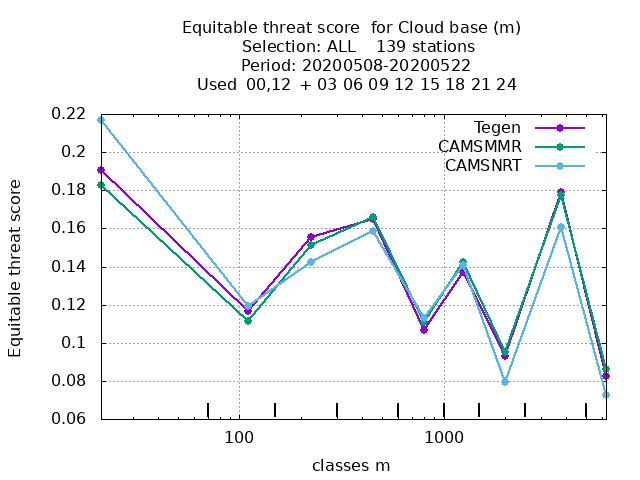 Equitable threat score  for Cloud base (m)
Selection: ALL    139 stations
Period: 20200508-20200522
Used  00,12  + 03 06 09 12 15 18 21 24
Tegen
CAMSMMR
CAMSNRT
Equitable threat score
0.22
0.2
0.18
0.16
0.14
0.12
0.1
0.08
0.06
100
1000
classes m